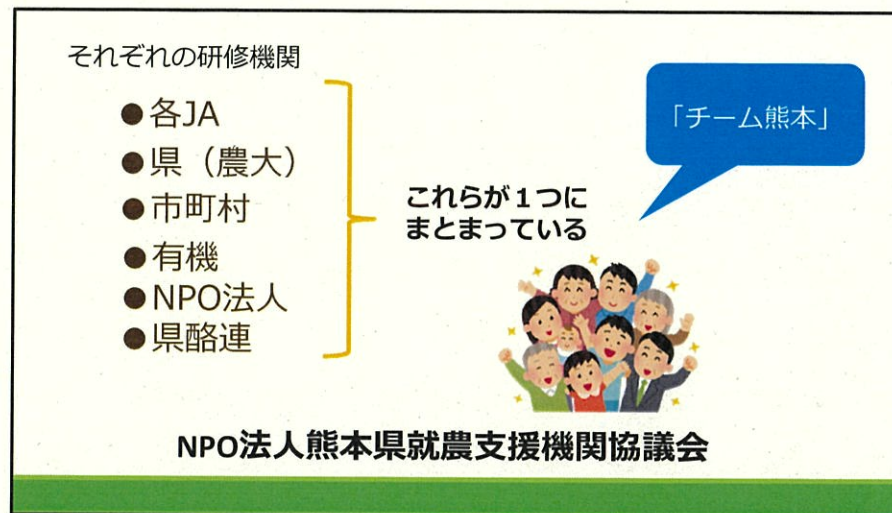 それぞれの研修機関
●各JA
●県（農大）
●市町村
●有機
●NPO法人
●県酪連
これらが１つに
まとまっている
「チーム熊本」
NPO法人熊本県就農支援機関協議会